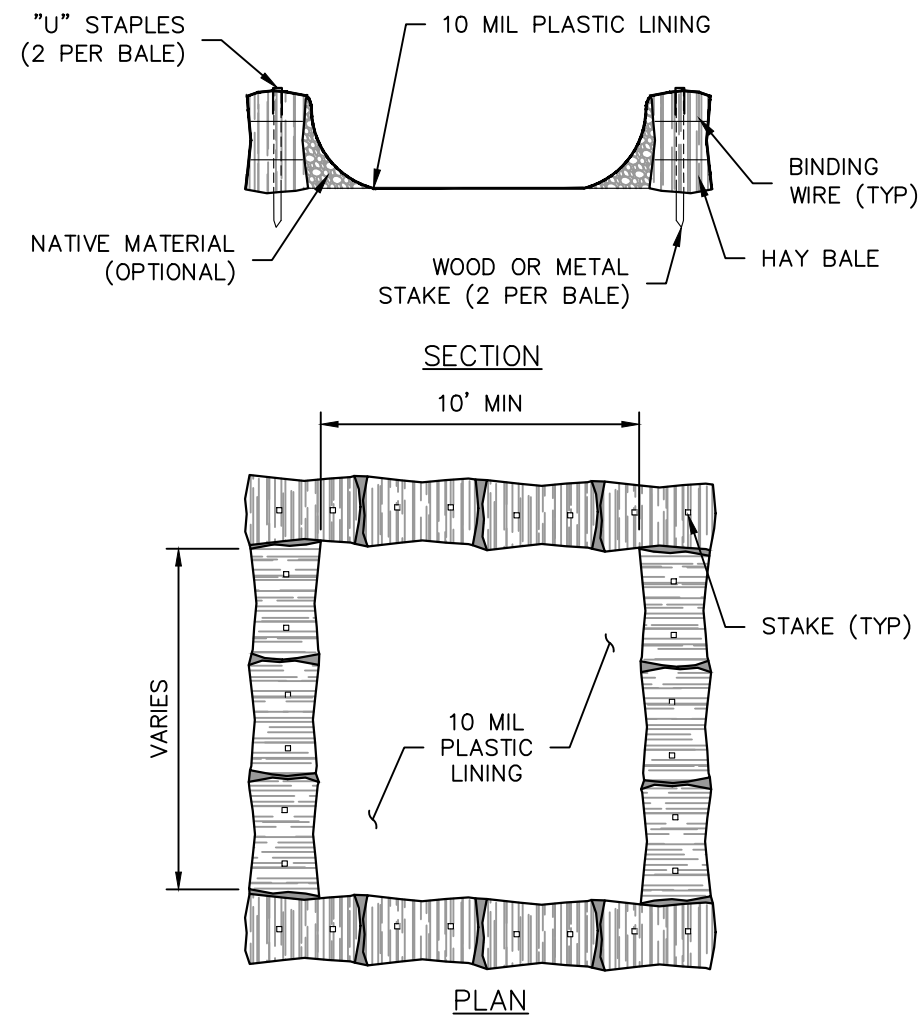 "U" STAPLES
(2 PER BALE)
10 MIL PLASTIC LINING
BINDING
WIRE (TYP)
NATIVE MATERIAL
(OPTIONAL)
WOOD OR METAL
STAKE (2 PER BALE)
HAY BALE
SECTION
10' MIN
STAKE (TYP)
VARIES
10 MIL
PLASTIC
LINING
PLAN